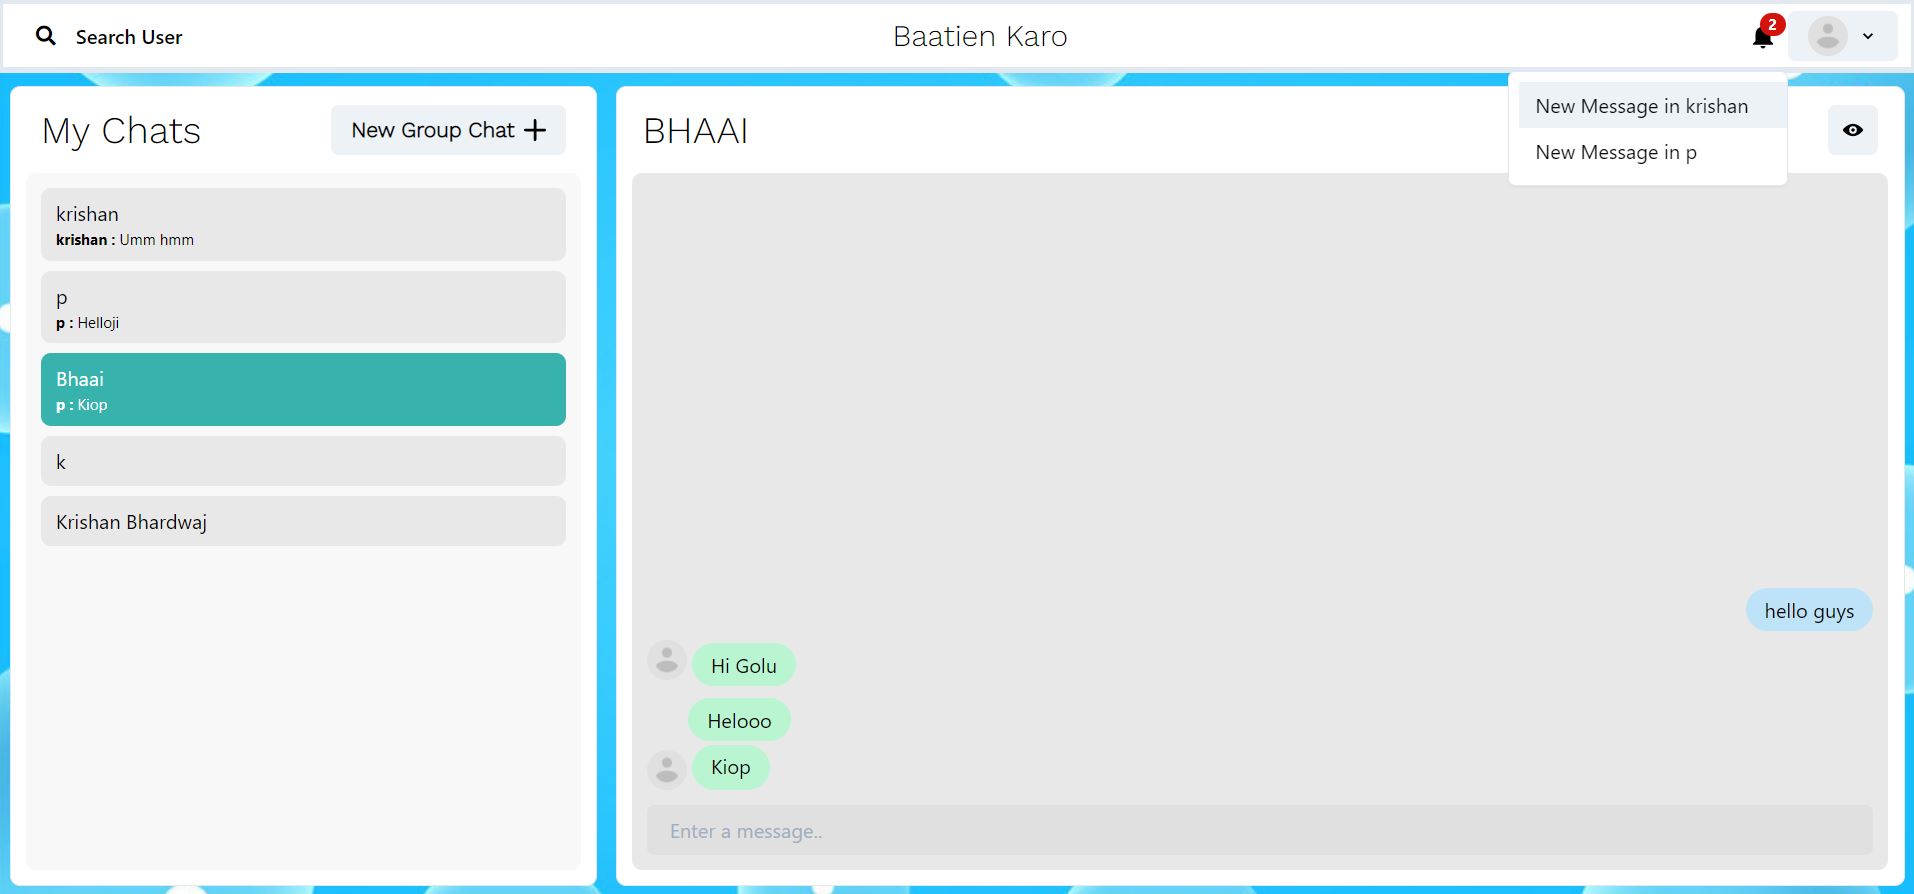 Search User
Baatien Karo
2
My Chats
New Group Chat
krishan
krishan : Umm hmm
p
p : Helloji
Bhaai
p : Kiop
k
Krishan Bhardwaj
BHAAI
New Message in krishan
New Message in p
hello guys
Hi Golu
Helooo
Kiop
Enter a message..